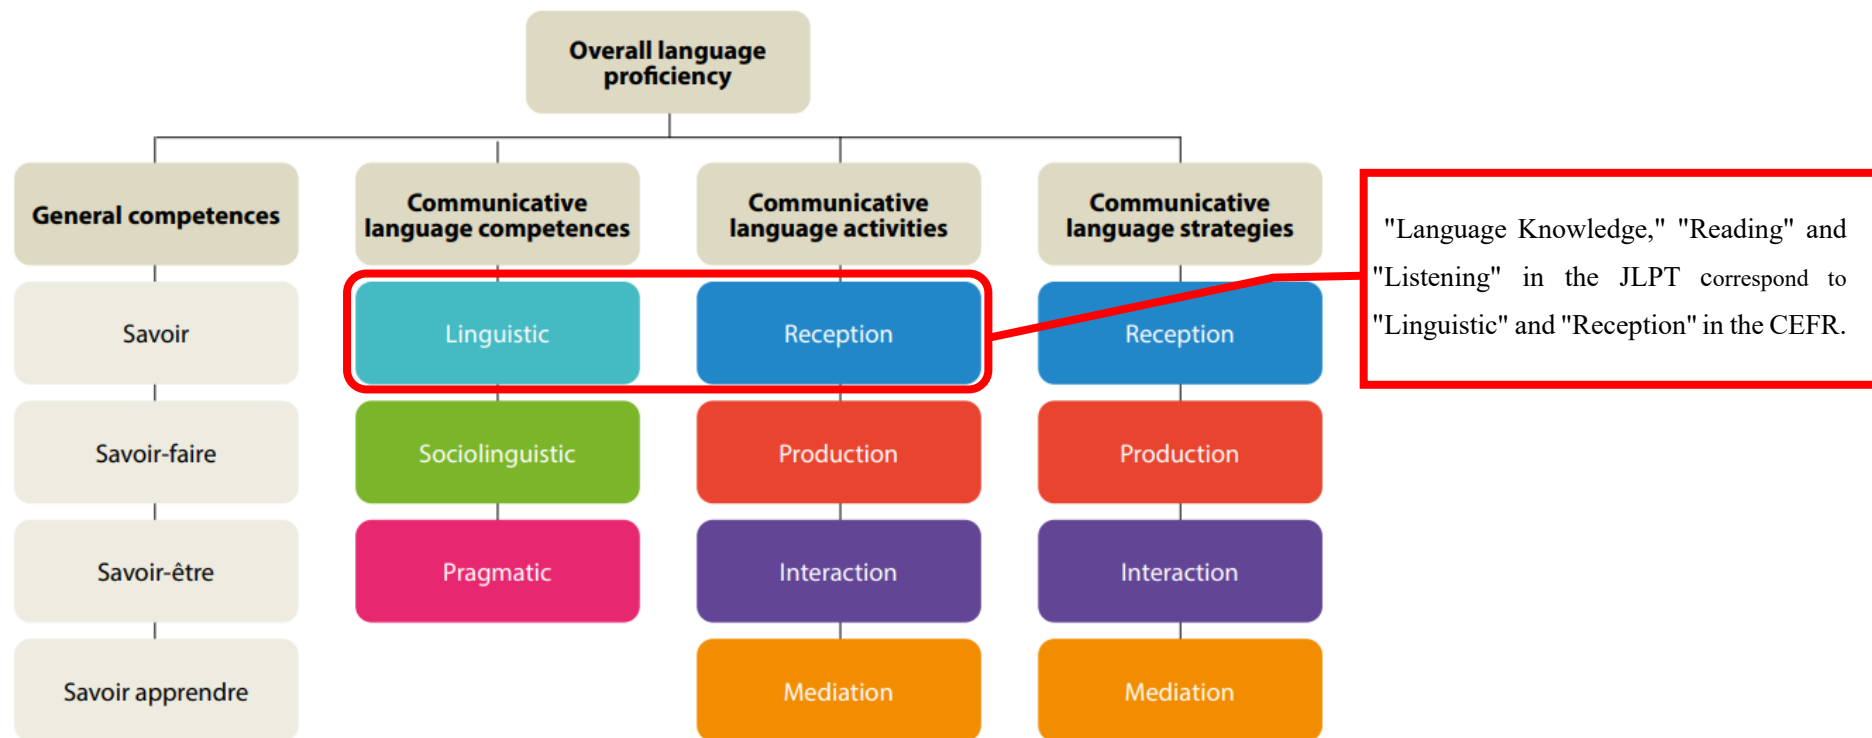 Overall language
proficiency
General competences
Communicative
language competences
Communicative
language activities
Communicative
language strategies
"Language Knowledge," "Reading" and
"Listening" in the JLPT correspond to
"Linguistic" and "Reception" in the CEFR.
Savoir
Linguistic
Reception
Reception
Savoir-faire
Sociolinguistic
Production
Production
Savoir-être
Pragmatic
Interaction
Interaction
Savoir apprendre
Mediation
Mediation